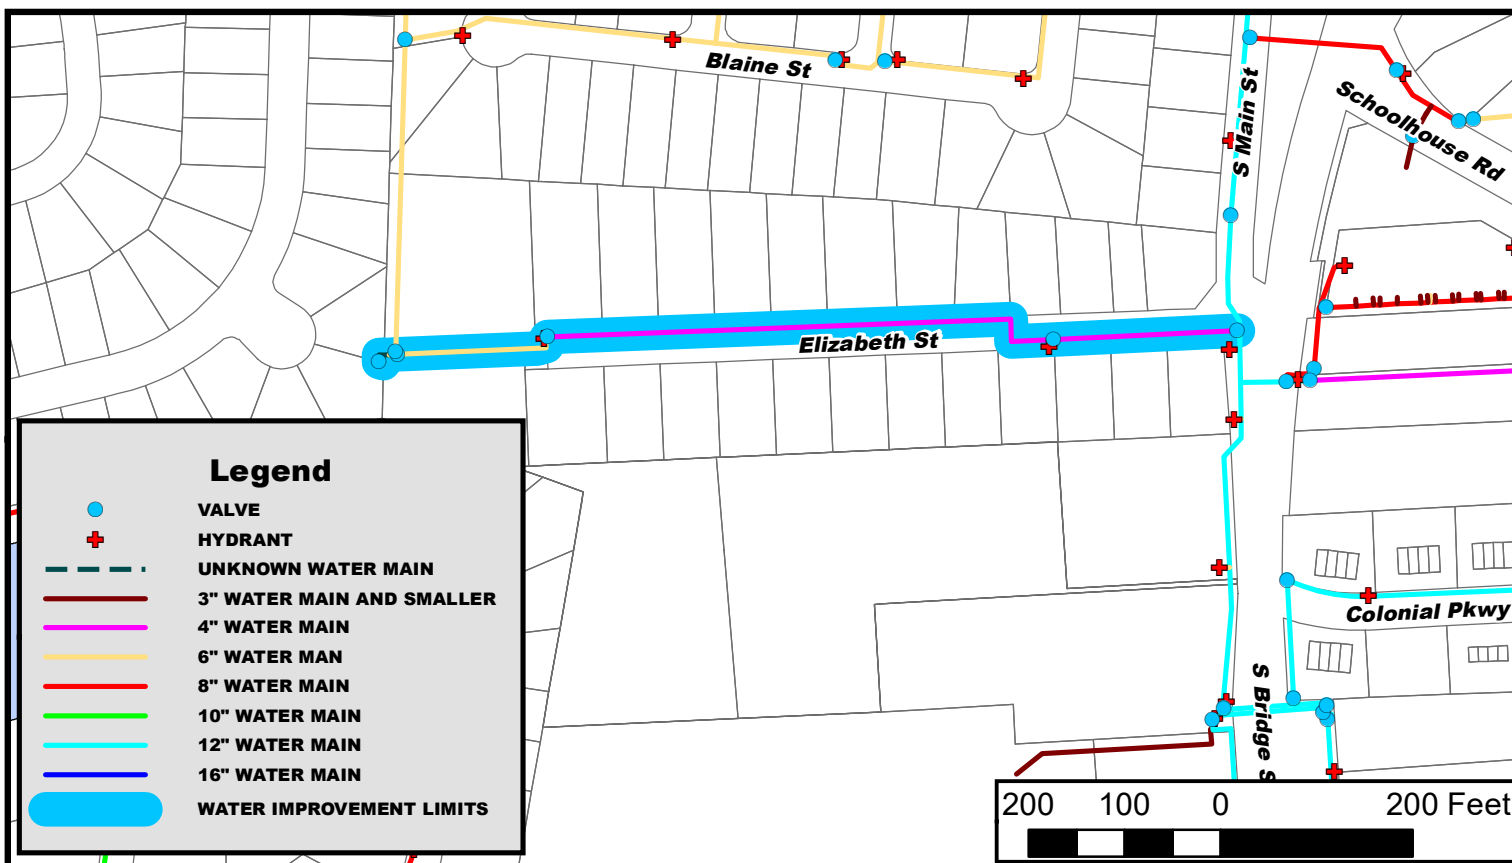 Blaine St
S Main St
Schoolhouse Rd
Elizabeth St
Legend
VALVE
HYDRANT
UNKNOWN WATER MAIN
3" WATER MAIN AND SMALLER
4" WATER MAIN
6" WATER MAN
8" WATER MAIN
10" WATER MAIN
12" WATER MAIN
16" WATER MAIN
WATER IMPROVEMENT LIMITS
Colonial Pkwy
S Bridge S
200 100 0 200 Feet